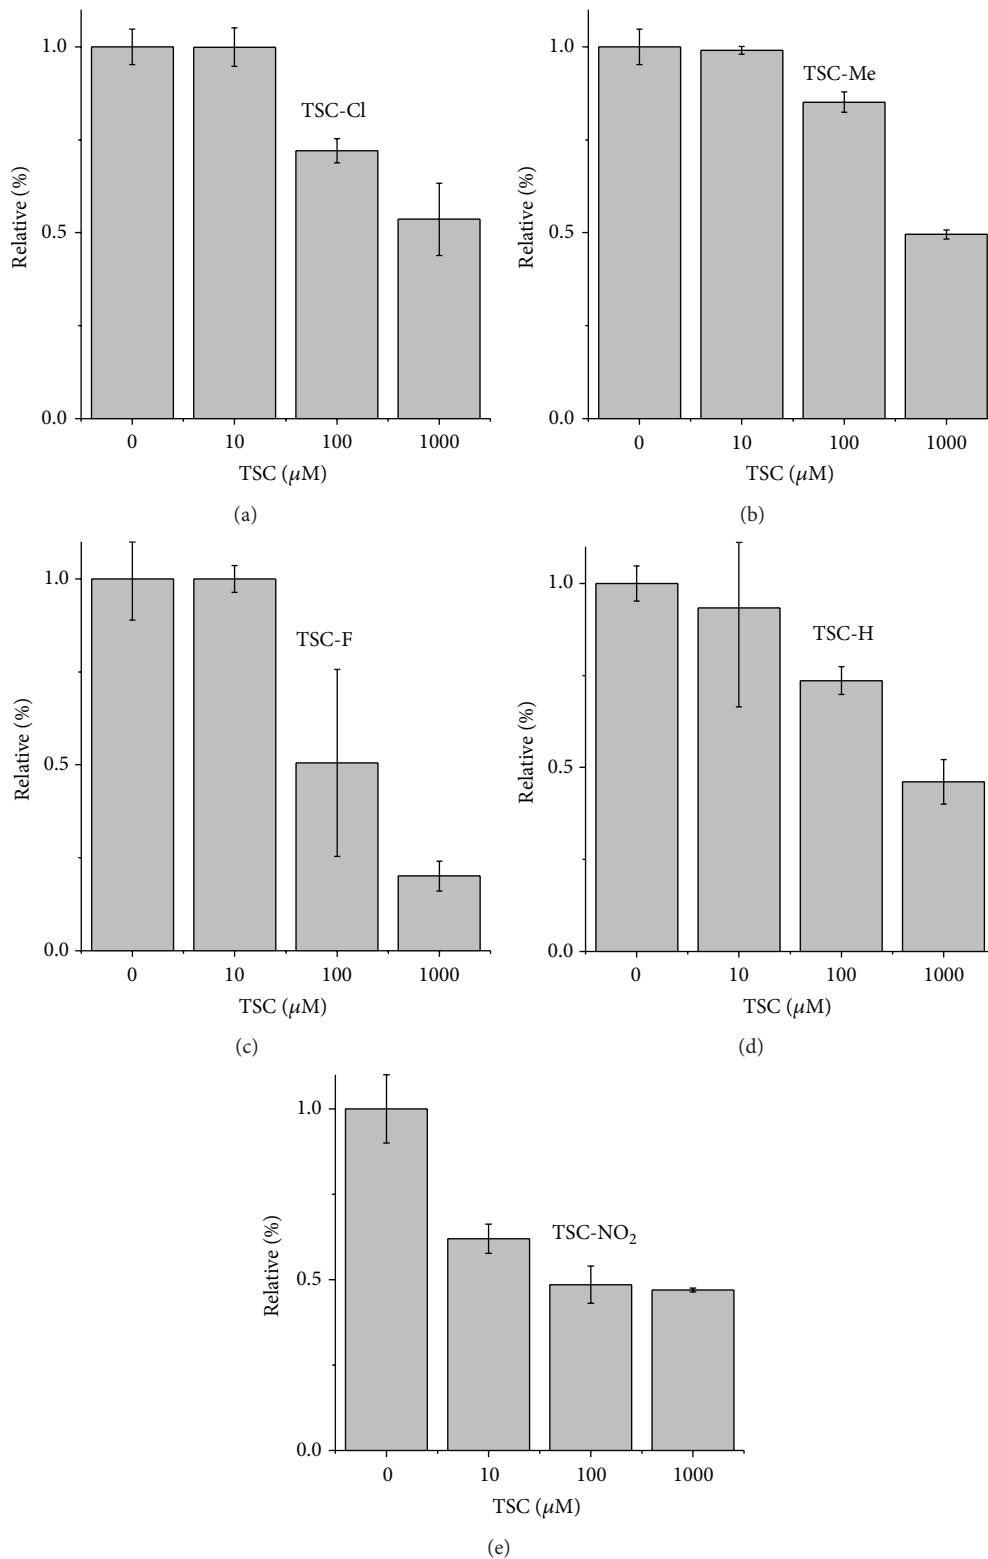 1.0
0.5
0.0
Relative (%)
TSC-Cl
0 10 100 1000
TSC (μM)
(a)
1.0
0.5
0.0
Relative (%)
TSC-Me
0 10 100 1000
TSC (μM)
(b)
1.0
0.5
0.0
Relative (%)
TSC-F
0 10 100 1000
TSC (μM)
(c)
1.0
0.5
0.0
Relative (%)
TSC-H
0 10 100 1000
TSC (μM)
(d)
1.0
0.5
0.0
Relative (%)
TSC-NO₂
0 10 100 1000
TSC (μM)
(e)